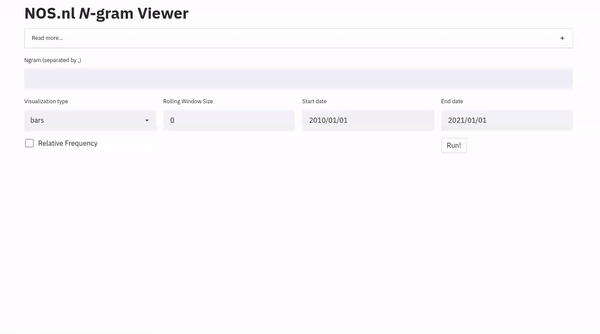 NOS.nl N-gram Viewer
Read more... +
Ngram (separated by ,)
Visualization type Rolling Window Size Start date End date
bars 0 2010/01/01 2021/01/01
Relative Frequency Run!